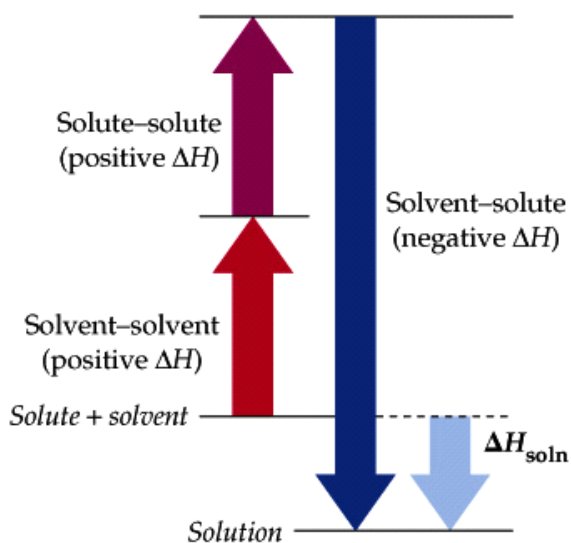 Solute–solute
(positive ΔH)
Solvent–solute
(negative ΔH)
Solvent–solvent
(positive ΔH)
Solute + solvent
ΔHsoln
Solution